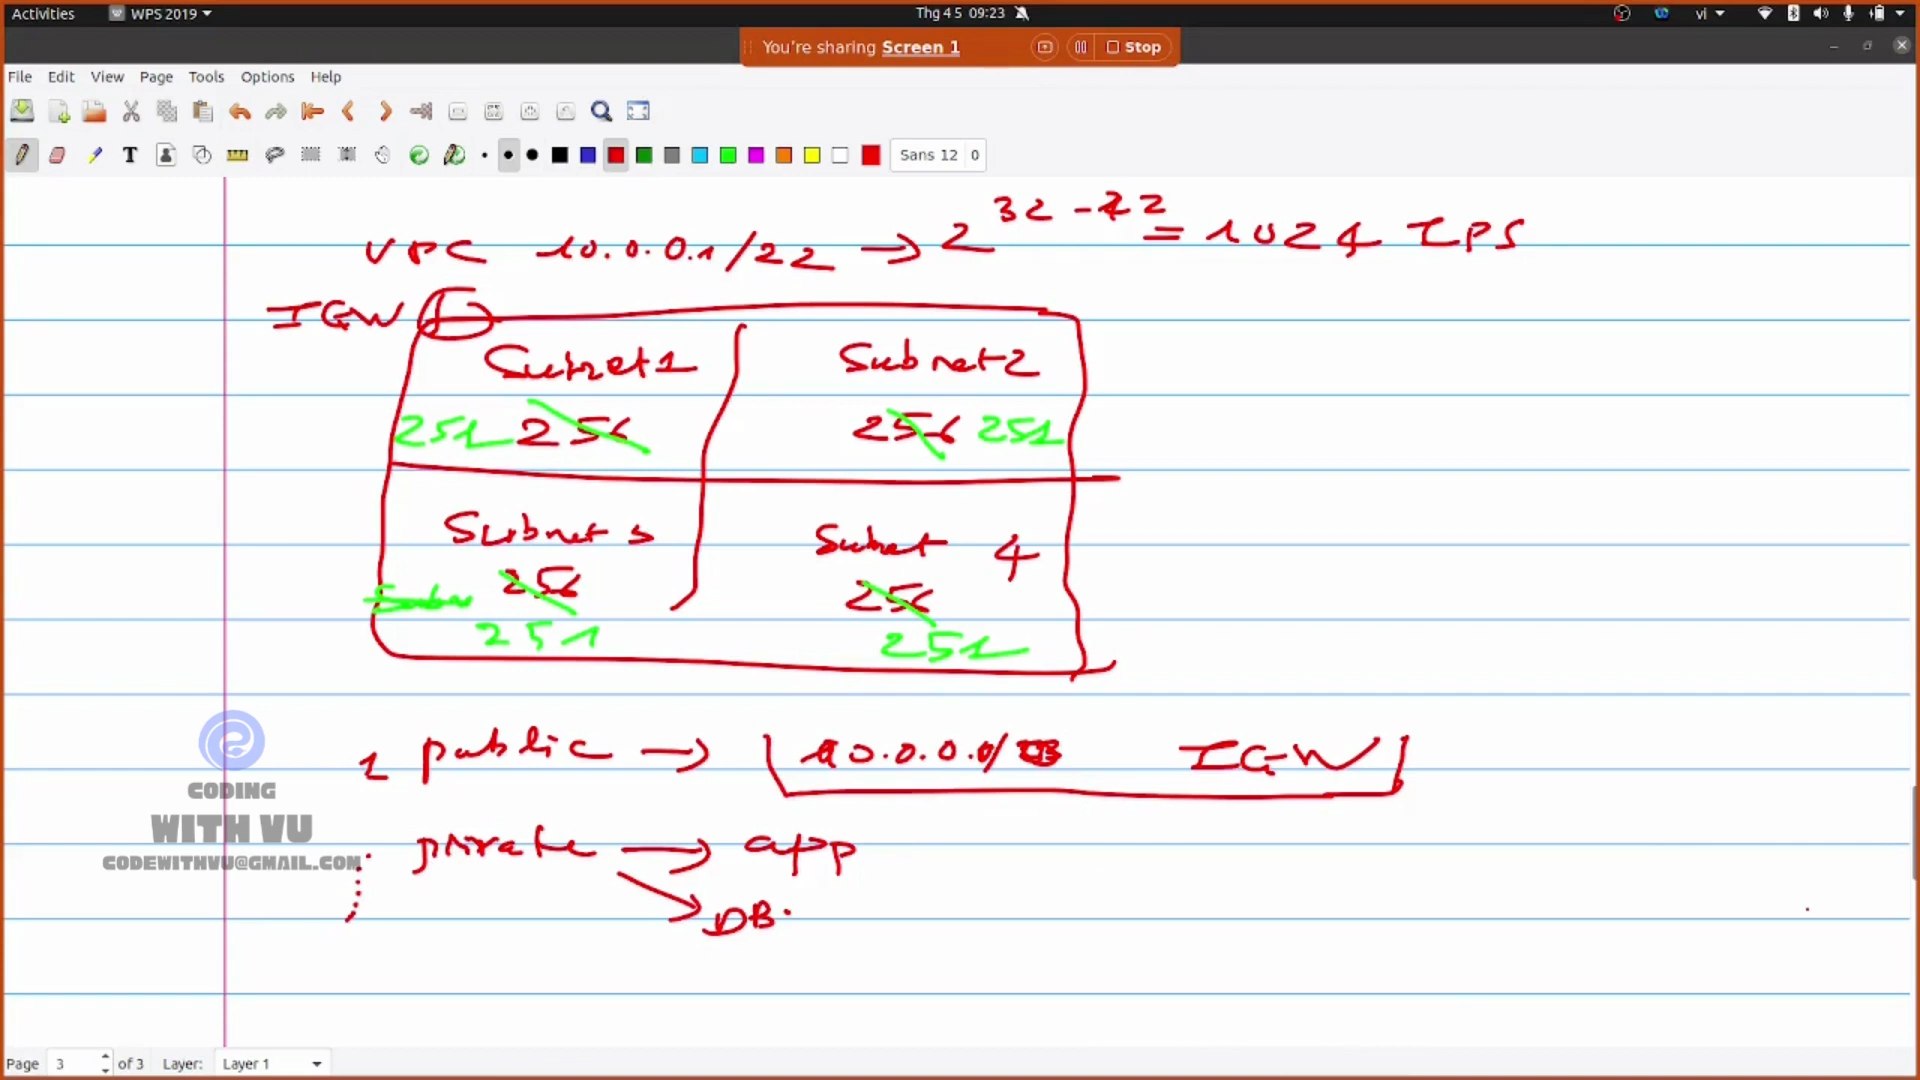 Activities WPS 2019 Thg 4 5 09:23 vi
You're sharing Screen 1 Stop
File Edit View Page Tools Options Help
T Sans 12 0
VPC 10.0.0.1/22 → 2^32-22 = 1024 IPS
IGW
Subnet1 Subnet2
251 256 256 251
Subnet 3 Subnet 4
256 256
251 251
1 public → 10.0.0.0/ IGW
CODING
WITH VU
CODEWITHVU@GMAIL.COM
private → app
DB
Page 3 of 3 Layer: Layer 1